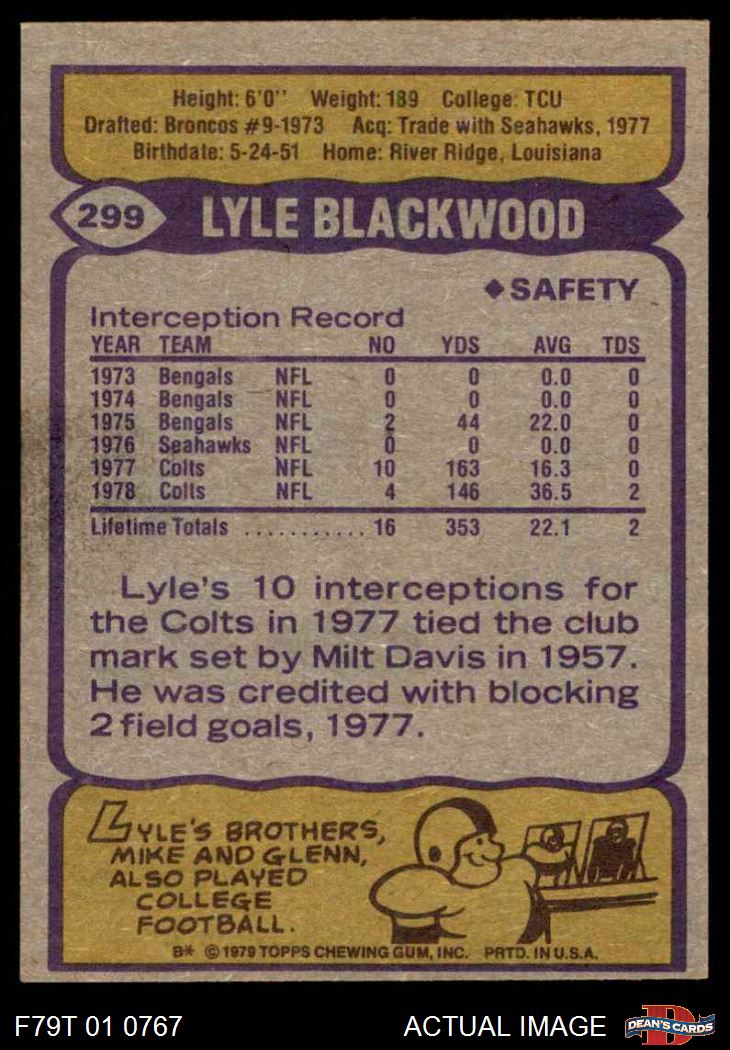 Height: 6'0" Weight: 189 College: TCU
Drafted: Broncos #9-1973 Acq: Trade with Seahawks, 1977
Birthdate: 5-24-51 Home: River Ridge, Louisiana
299 LYLE BLACKWOOD
◆SAFETY
Interception Record
YEAR TEAM NO YDS AVG TDS
1973 Bengals NFL 0 0 0.0 0
1974 Bengals NFL 0 0 0.0 0
1975 Bengals NFL 2 44 22.0 0
1976 Seahawks NFL 0 0 0.0 0
1977 Colts NFL 10 163 16.3 0
1978 Colts NFL 4 146 36.5 2
Lifetime Totals ........... 16 353 22.1 2
Lyle's 10 interceptions for
the Colts in 1977 tied the club
mark set by Milt Davis in 1957.
He was credited with blocking
2 field goals, 1977.
LYLE'S BROTHERS,
MIKE AND GLENN,
ALSO PLAYED
COLLEGE
FOOTBALL.
B* © 1979 TOPPS CHEWING GUM, INC. PRTD. IN U.S.A.
F79T 01 0767 ACTUAL IMAGE D DEAN'S CARDS